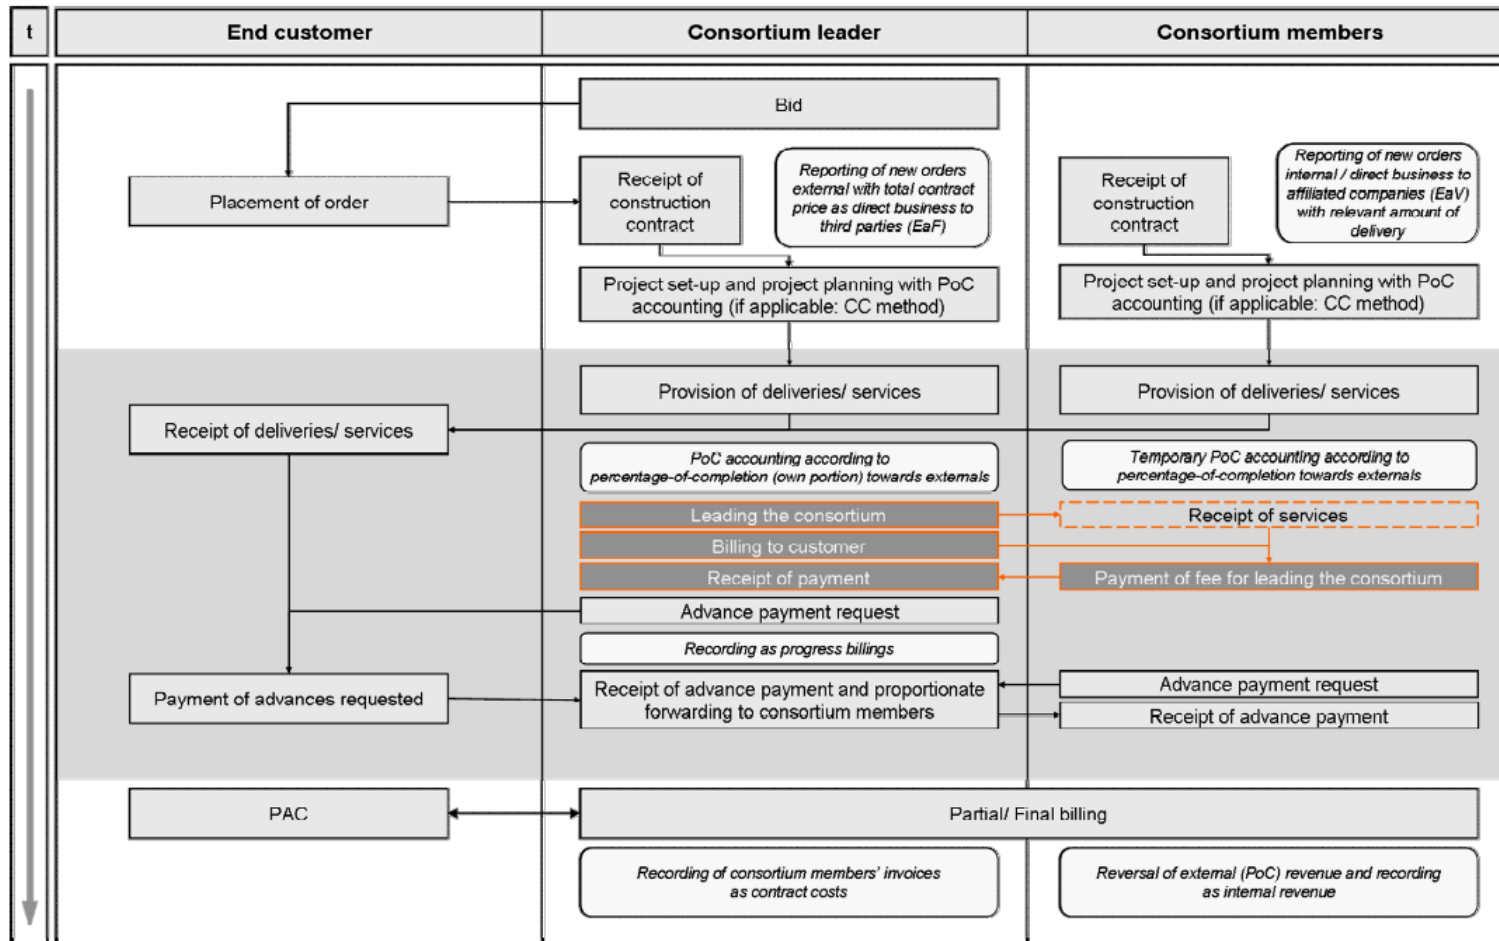 t
End customer
Consortium leader
Consortium members
Bid
Placement of order
Receipt of
construction
contract
Reporting of new orders
external with total contract
price as direct business to
third parties (EaF)
Receipt of
construction
contract
Reporting of new orders
internal / direct business to
affiliated companies (EaV)
with relevant amount of
delivery
Project set-up and project planning with PoC
accounting (if applicable: CC method)
Project set-up and project planning with PoC
accounting (if applicable: CC method)
Provision of deliveries/ services
Provision of deliveries/ services
Receipt of deliveries/ services
PoC accounting according to
percentage-of-completion (own portion) towards externals
Temporary PoC accounting according to
percentage-of-completion towards externals
Leading the consortium
Receipt of services
Billing to customer
Receipt of payment
Payment of fee for leading the consortium
Advance payment request
Recording as progress billings
Payment of advances requested
Receipt of advance payment and proportionate
forwarding to consortium members
Advance payment request
Receipt of advance payment
PAC
Partial/ Final billing
Recording of consortium members' invoices
as contract costs
Reversal of external (PoC) revenue and recording
as internal revenue